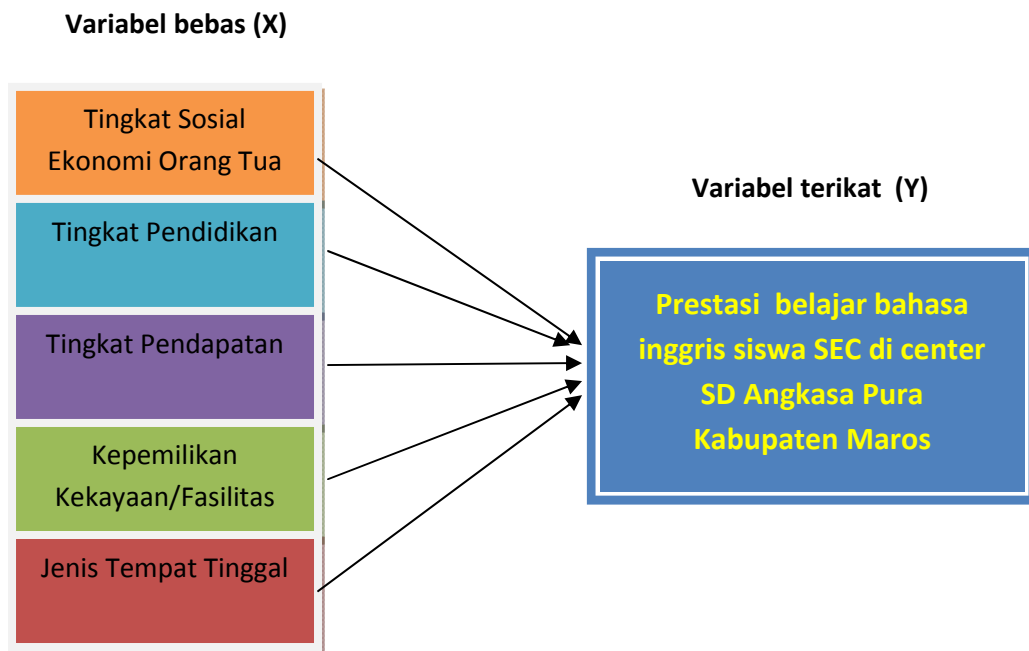 Variabel bebas (X)
Tingkat Sosial
Ekonomi Orang Tua
Tingkat Pendidikan
Tingkat Pendapatan
Kepemilikan
Kekayaan/Fasilitas
Jenis Tempat Tinggal
Variabel terikat (Y)
Prestasi belajar bahasa
inggris siswa SEC di center
SD Angkasa Pura
Kabupaten Maros